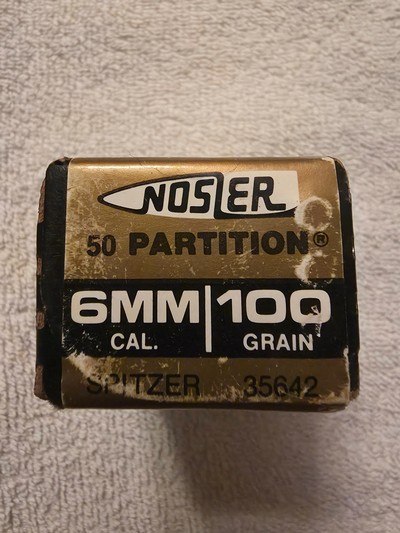 NOSLER
50 PARTITION®
6MM 100
CAL. GRAIN
SPITZER 35642